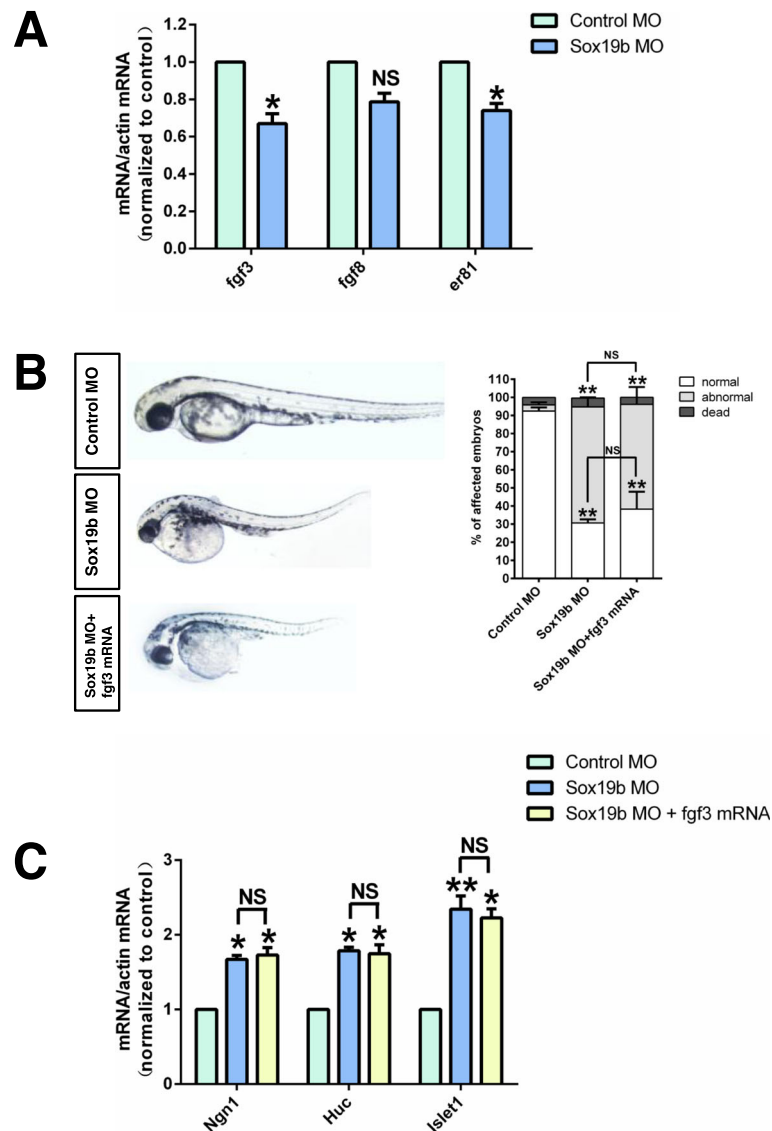 A
Control MO
Sox19b MO
mRNA/actin mRNA
(normalized to control)
1.2
1.0
0.8
0.6
0.4
0.2
0.0
*
NS
*
fgf3
fgf8
er81
B
Control MO
Sox19b MO
Sox19b MO+
fgf3 mRNA
% of affected embryos
110
100
90
80
70
60
50
40
30
20
10
0
NS
**
**
NS
**
**
normal
abnormal
dead
Control MO
Sox19b MO
Sox19b MO+fgf3 mRNA
C
Control MO
Sox19b MO
Sox19b MO + fgf3 mRNA
mRNA/actin mRNA
(normalized to control)
3
2
1
0
NS
*
*
NS
*
*
NS
**
*
Ngn1
Huc
Islet1